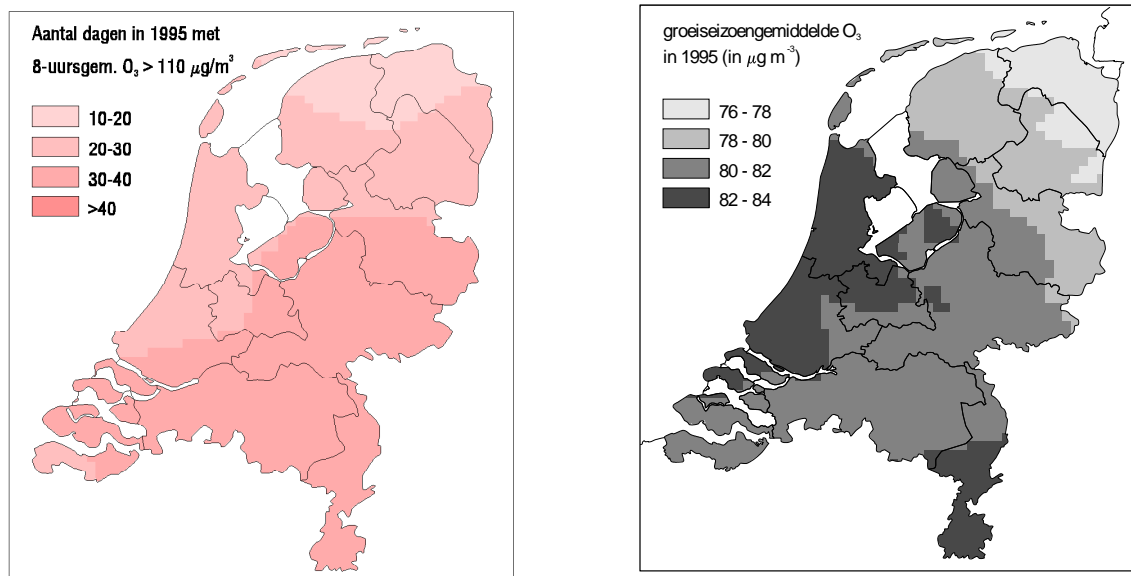 Aantal dagen in 1995 met
8-uursgem. O₃ > 110 µg/m³
10-20
20-30
30-40
>40
groeiseizoengemiddelde O₃
in 1995 (in µg m⁻³)
76 - 78
78 - 80
80 - 82
82 - 84